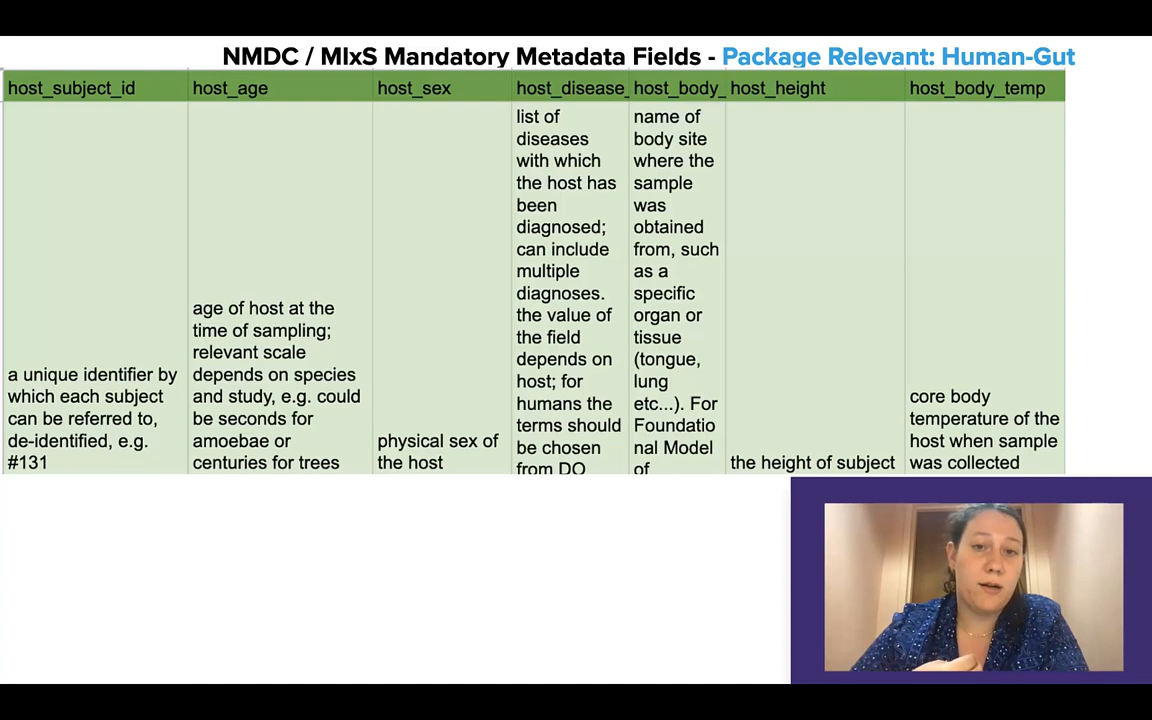 NMDC / MIxS Mandatory Metadata Fields - Package Relevant: Human-Gut
host_subject_id
host_age
host_sex
host_disease_
host_body_
host_height
host_body_temp
a unique identifier by
which each subject
can be referred to,
de-identified, e.g.
#131
age of host at the
time of sampling;
relevant scale
depends on species
and study, e.g. could
be seconds for
amoebae or
centuries for trees
physical sex of
the host
list of
diseases
with which
the host has
been
diagnosed;
can include
multiple
diagnoses.
the value of
the field
depends on
host; for
humans the
terms should
be chosen
from DO
name of
body site
where the
sample
was
obtained
from, such
as a
specific
organ or
tissue
(tongue,
lung
etc...). For
Foundatio
nal Model
of
the height of subject
core body
temperature of the
host when sample
was collected